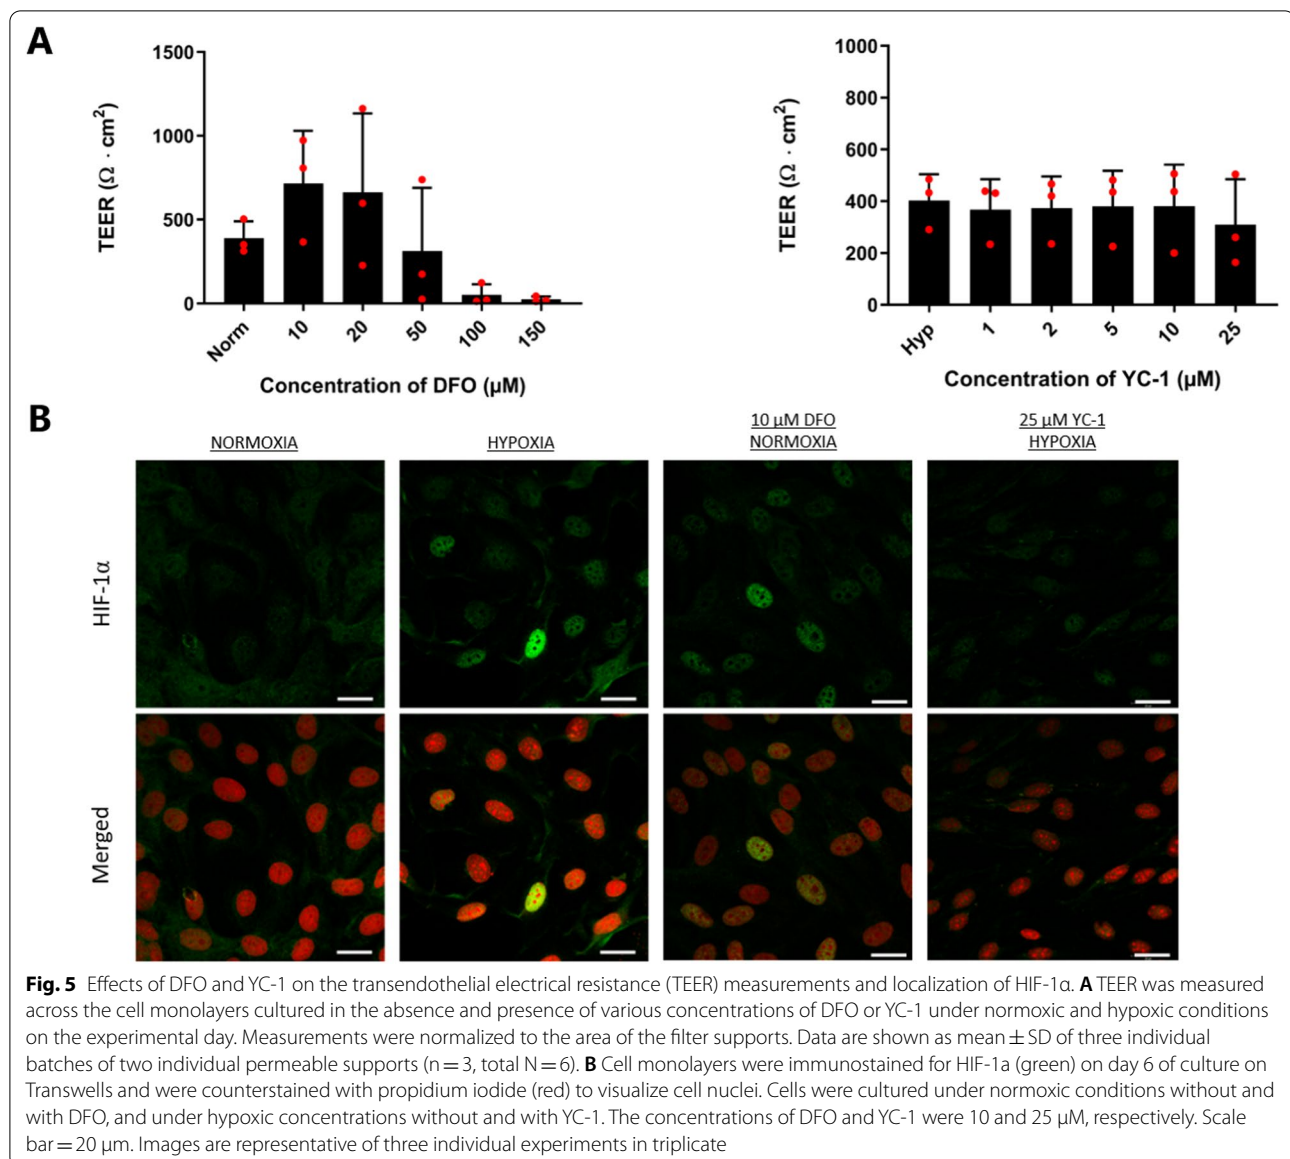 A
1500
1000
500
0
TEER (Ω · cm²)
Norm
10
20
50
100
150
Concentration of DFO (µM)
1000
800
600
400
200
0
TEER (Ω · cm²)
Hyp
1
2
5
10
25
Concentration of YC-1 (µM)
B
NORMOXIA
HYPOXIA
10 µM DFO
NORMOXIA
25 µM YC-1
HYPOXIA
HIF-1α
Merged
Fig. 5 Effects of DFO and YC-1 on the transendothelial electrical resistance (TEER) measurements and localization of HIF-1α. A TEER was measured
across the cell monolayers cultured in the absence and presence of various concentrations of DFO or YC-1 under normoxic and hypoxic conditions
on the experimental day. Measurements were normalized to the area of the filter supports. Data are shown as mean ± SD of three individual
batches of two individual permeable supports (n = 3, total N = 6). B Cell monolayers were immunostained for HIF-1a (green) on day 6 of culture on
Transwells and were counterstained with propidium iodide (red) to visualize cell nuclei. Cells were cultured under normoxic conditions without and
with DFO, and under hypoxic concentrations without and with YC-1. The concentrations of DFO and YC-1 were 10 and 25 µM, respectively. Scale
bar = 20 µm. Images are representative of three individual experiments in triplicate